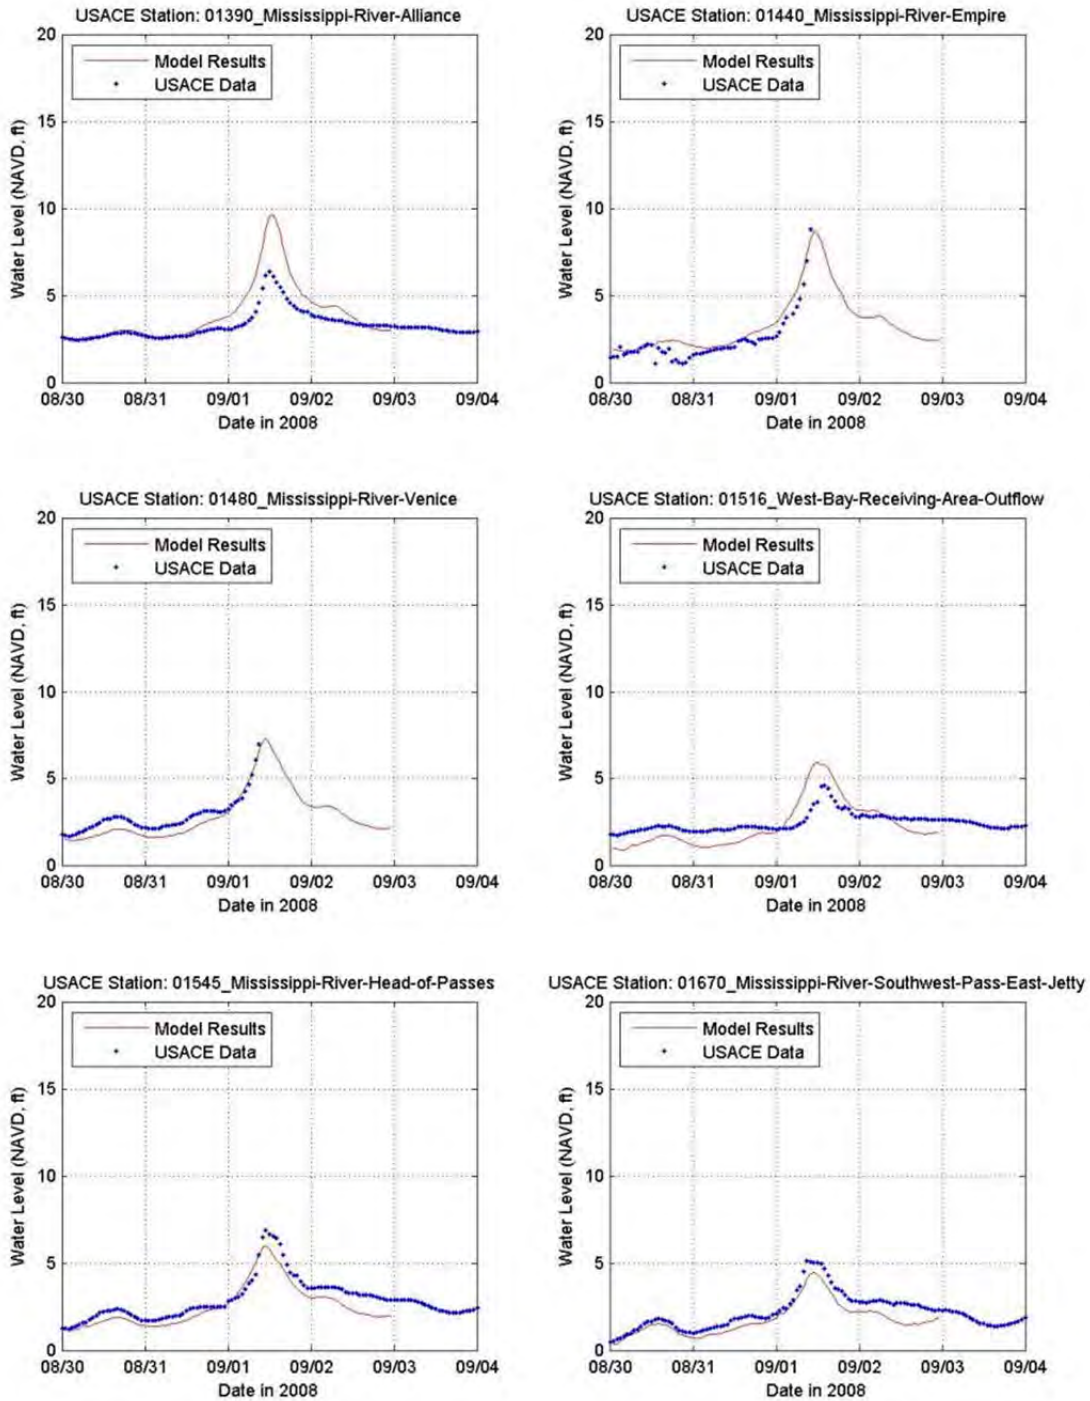 USACE Station: 01390_Mississippi-River-Alliance
20
15
10
5
0
Water Level (NAVD, ft)
Model Results
USACE Data
08/30 08/31 09/01 09/02 09/03 09/04
Date in 2008
USACE Station: 01440_Mississippi-River-Empire
20
15
10
5
0
Water Level (NAVD, ft)
Model Results
USACE Data
08/30 08/31 09/01 09/02 09/03 09/04
Date in 2008
USACE Station: 01480_Mississippi-River-Venice
20
15
10
5
0
Water Level (NAVD, ft)
Model Results
USACE Data
08/30 08/31 09/01 09/02 09/03 09/04
Date in 2008
USACE Station: 01516_West-Bay-Receiving-Area-Outflow
20
15
10
5
0
Water Level (NAVD, ft)
Model Results
USACE Data
08/30 08/31 09/01 09/02 09/03 09/04
Date in 2008
USACE Station: 01545_Mississippi-River-Head-of-Passes
20
15
10
5
0
Water Level (NAVD, ft)
Model Results
USACE Data
08/30 08/31 09/01 09/02 09/03 09/04
Date in 2008
USACE Station: 01670_Mississippi-River-Southwest-Pass-East-Jetty
20
15
10
5
0
Water Level (NAVD, ft)
Model Results
USACE Data
08/30 08/31 09/01 09/02 09/03 09/04
Date in 2008